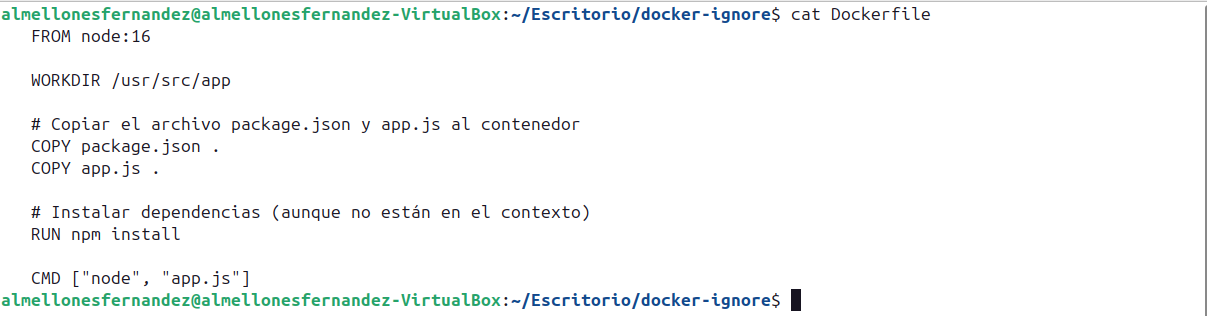 almellonesfernandez@almellonesfernandez-VirtualBox:~/Escritorio/docker-ignore$ cat Dockerfile
FROM node:16
WORKDIR /usr/src/app
# Copiar el archivo package.json y app.js al contenedor
COPY package.json .
COPY app.js .
# Instalar dependencias (aunque no están en el contexto)
RUN npm install
CMD ["node", "app.js"]
almellonesfernandez@almellonesfernandez-VirtualBox:~/Escritorio/docker-ignore$